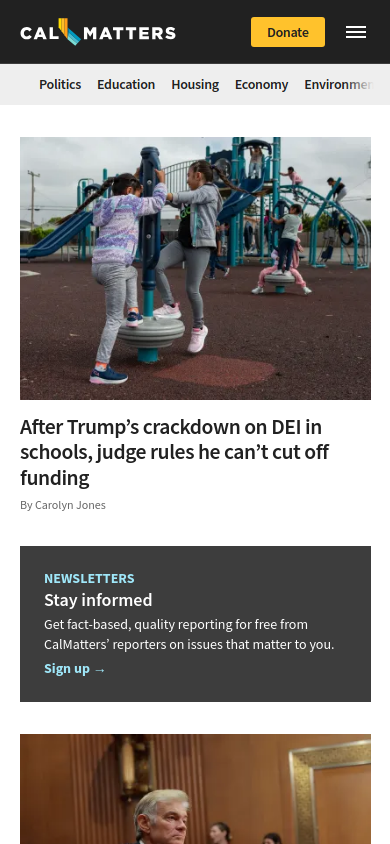 CAL MATTERS
Donate
Politics Education Housing Economy
After Trump’s crackdown on DEI in
schools, judge rules he can’t cut off
funding
By Carolyn Jones
NEWSLETTERS
Stay informed
Get fact-based, quality reporting for free from
CalMatters’ reporters on issues that matter to you.
Sign up →